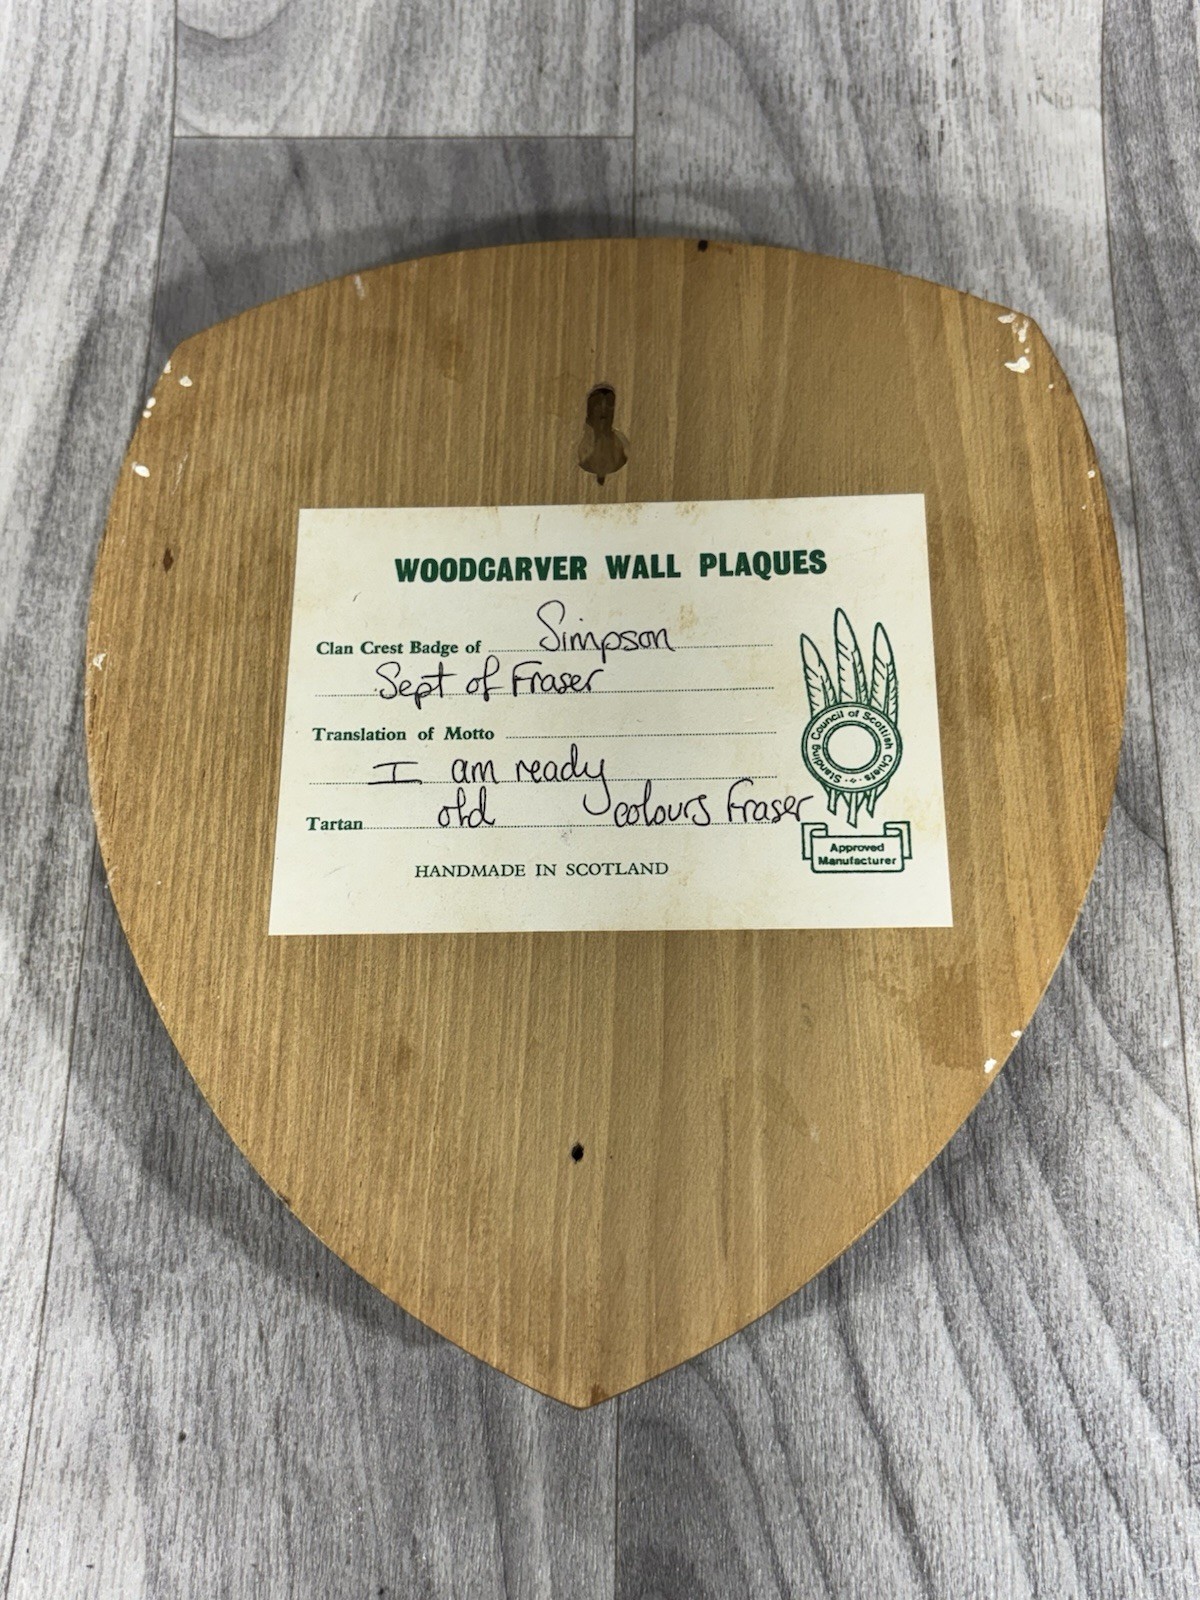 WOODCARVER WALL PLAQUES
Clan Crest Badge of Simpson
Sept of Fraser
Translation of Motto
I am ready
Tartan old colours Fraser
HANDMADE IN SCOTLAND
Standing Council of Scottish Chiefs
Approved
Manufacturer